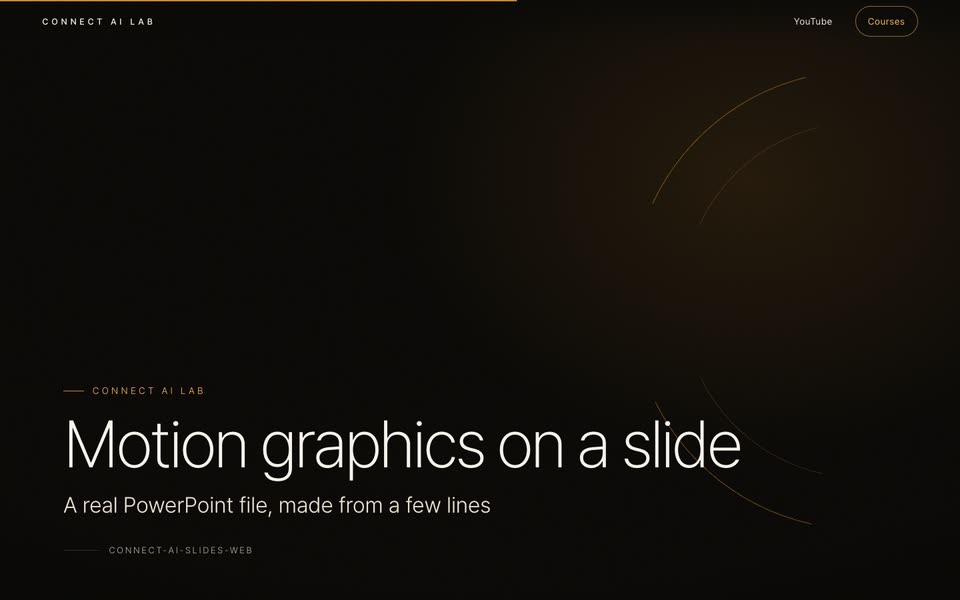 CONNECT AI LAB
YouTube
Courses
CONNECT AI LAB
Motion graphics on a slide
A real PowerPoint file, made from a few lines
CONNECT-AI-SLIDES-WEB